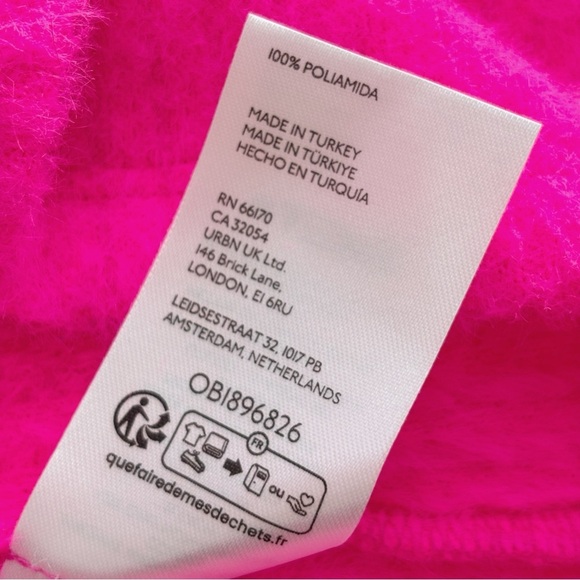 100% POLIAMIDA
MADE IN TURKEY
MADE IN TÜRKIYE
HECHO EN TURQUÍA
RN 66170
CA 32054
URBN UK Ltd.
146 Brick Lane,
LONDON, E1 6RU
LEIDSESTRAAT 32, 1017 PB
AMSTERDAM, NETHERLANDS
OB1896826
FR
ou
quefairedemesdechets.fr